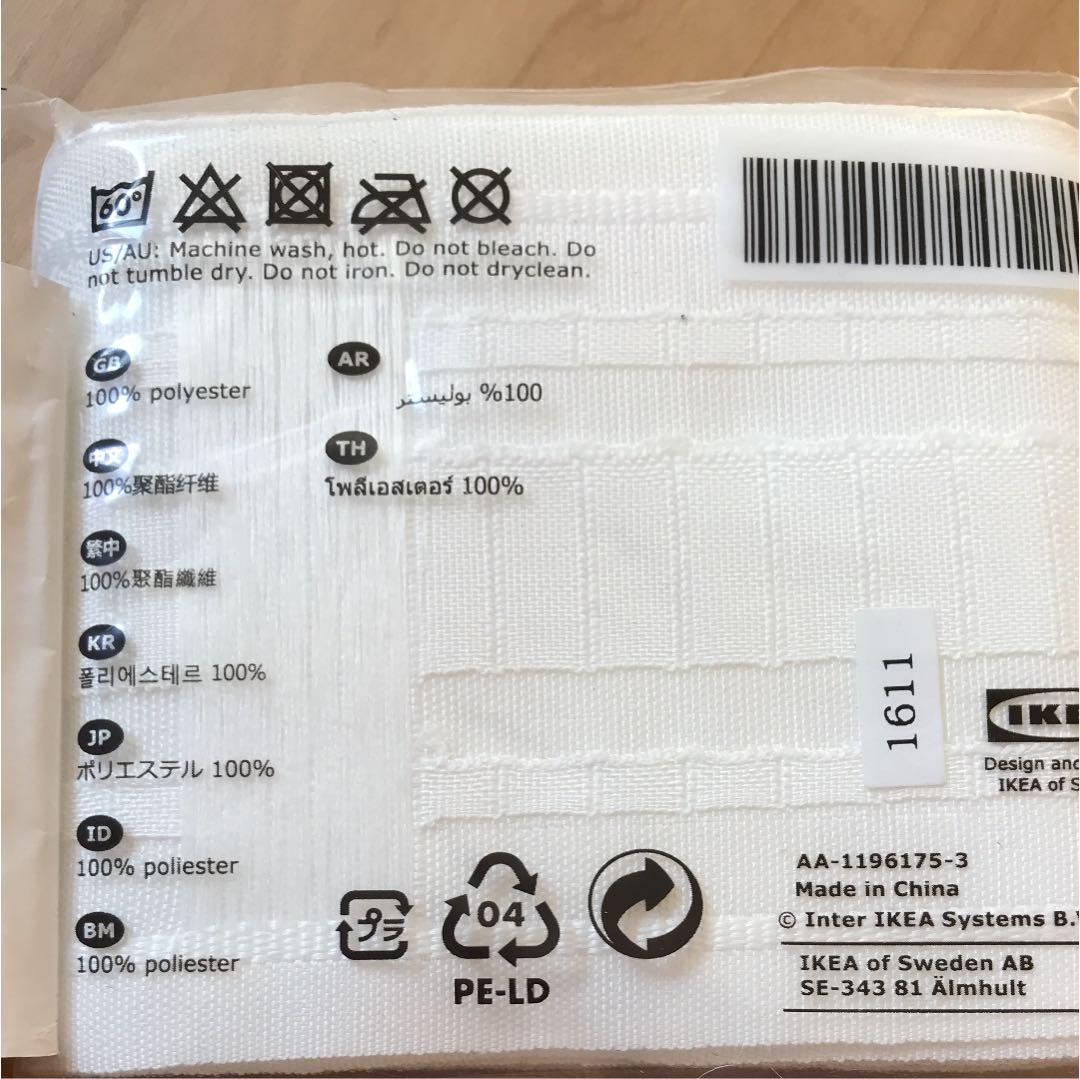 60°
US/AU: Machine wash, hot. Do not bleach. Do
not tumble dry. Do not iron. Do not dryclean.
GB
100% polyester
中文
100%聚酯纤维
繁中
100%聚酯纖維
KR
폴리에스테르 100%
JP
ポリエステル 100%
ID
100% poliester
BM
100% poliester
AR
100% بوليستر
TH
โพลีเอสเตอร์ 100%
1611
IKE
Design and
IKEA of S
プラ
04
PE-LD
AA-1196175-3
Made in China
© Inter IKEA Systems B.V
IKEA of Sweden AB
SE-343 81 Älmhult